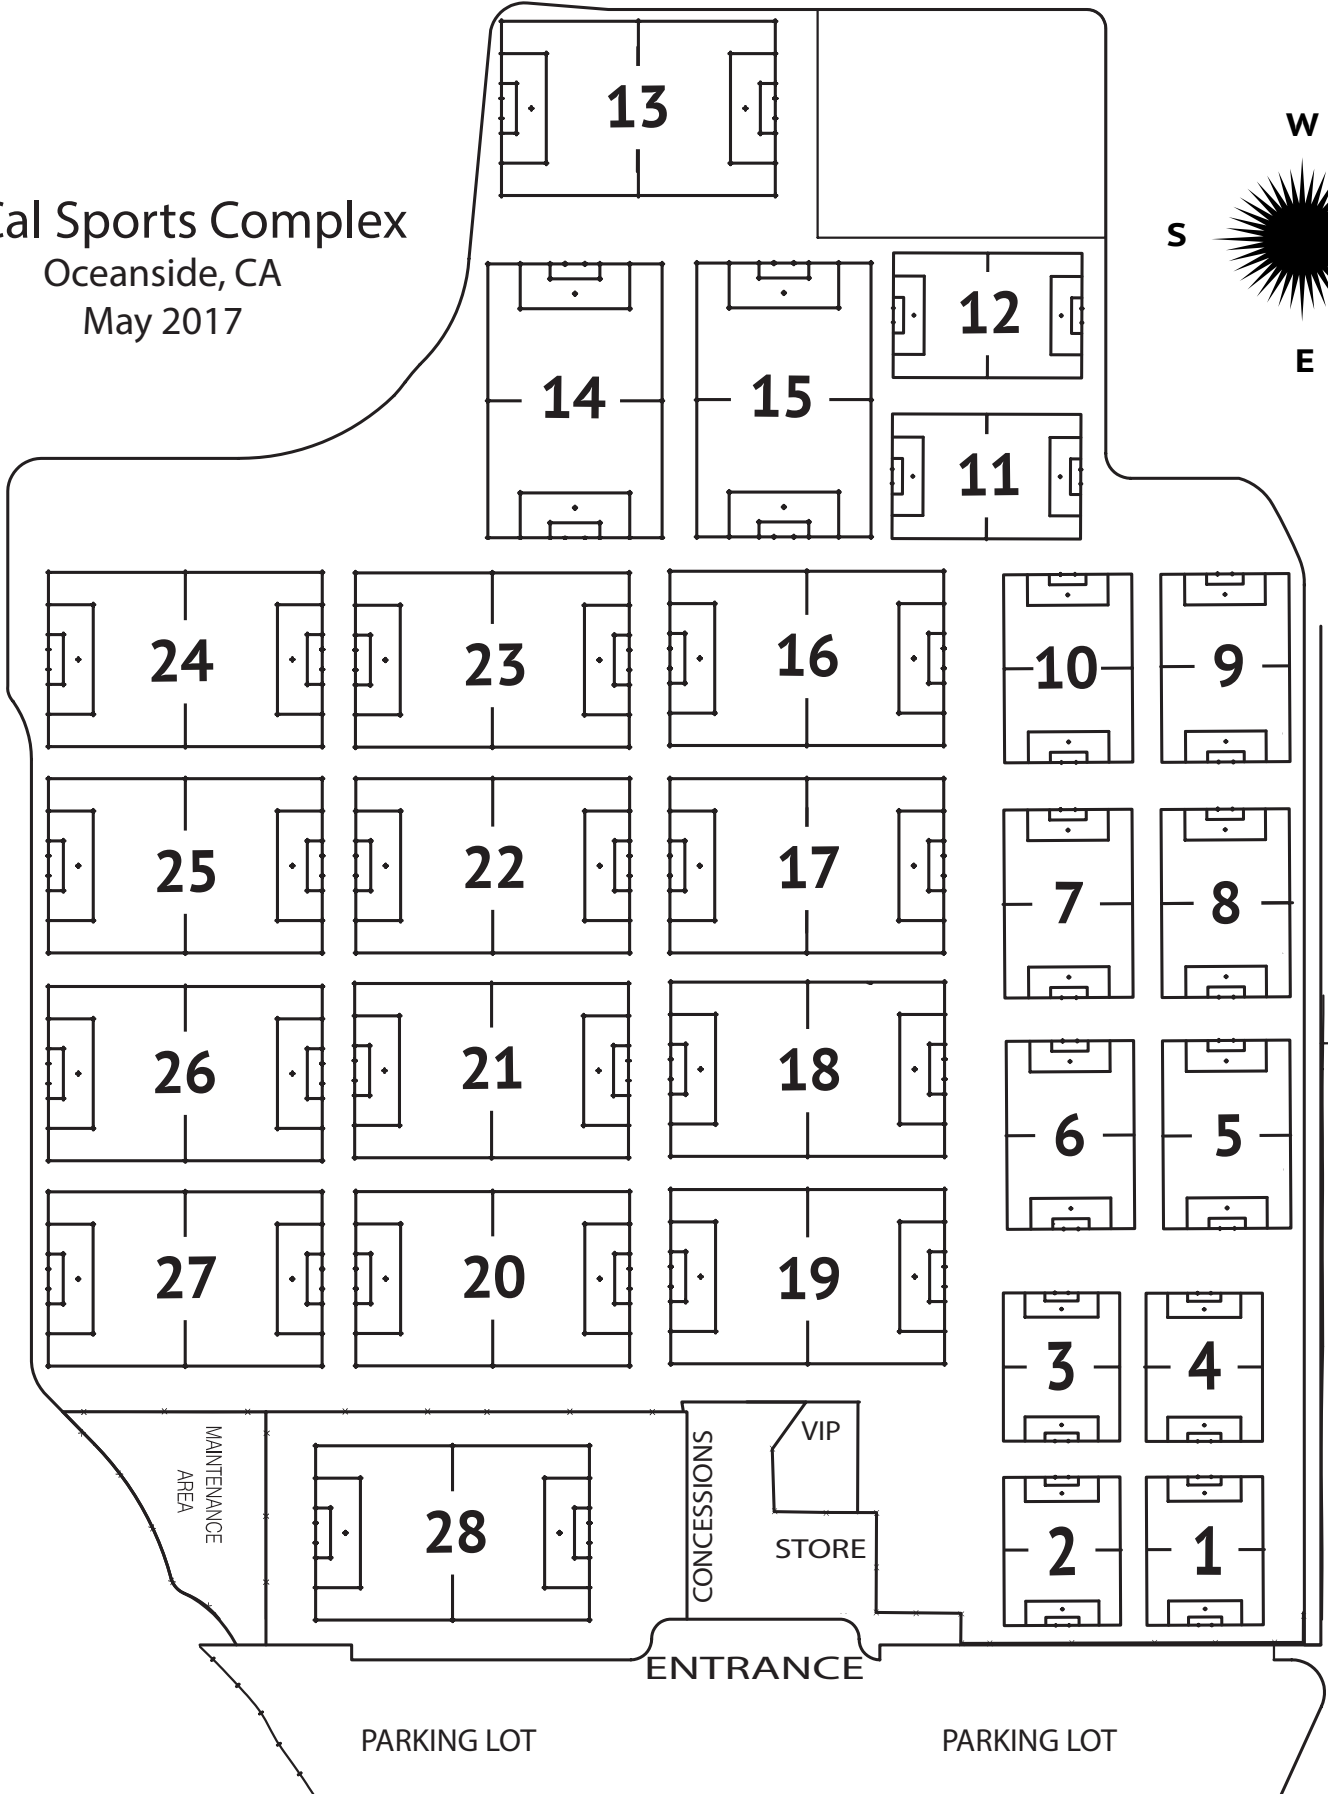 Cal Sports Complex
Oceanside, CA
May 2017
W
S
E
13
14
15
12
11
24
23
16
10
9
25
22
17
7
8
26
21
18
6
5
27
20
19
3
4
28
2
1
MAINTENANCE
AREA
CONCESSIONS
VIP
STORE
ENTRANCE
PARKING LOT
PARKING LOT